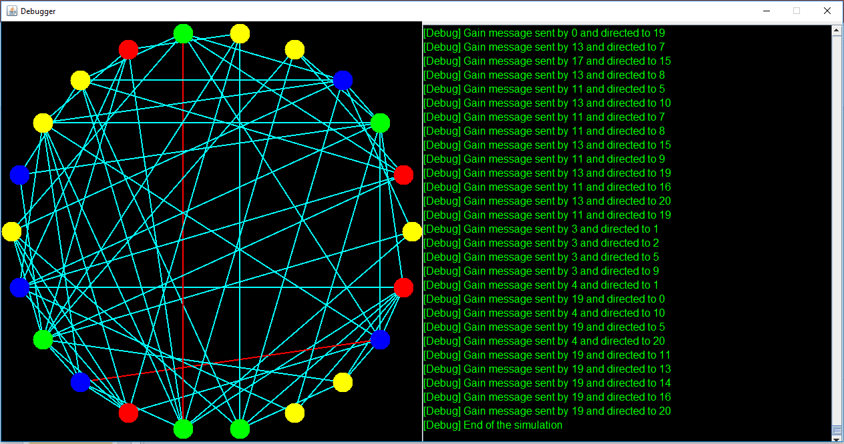 Debugger
[Debug] Gain message sent by 0 and directed to 19
[Debug] Gain message sent by 13 and directed to 7
[Debug] Gain message sent by 17 and directed to 15
[Debug] Gain message sent by 13 and directed to 8
[Debug] Gain message sent by 11 and directed to 5
[Debug] Gain message sent by 13 and directed to 10
[Debug] Gain message sent by 11 and directed to 7
[Debug] Gain message sent by 11 and directed to 8
[Debug] Gain message sent by 13 and directed to 15
[Debug] Gain message sent by 11 and directed to 9
[Debug] Gain message sent by 13 and directed to 19
[Debug] Gain message sent by 11 and directed to 16
[Debug] Gain message sent by 13 and directed to 20
[Debug] Gain message sent by 11 and directed to 19
[Debug] Gain message sent by 3 and directed to 1
[Debug] Gain message sent by 3 and directed to 2
[Debug] Gain message sent by 3 and directed to 5
[Debug] Gain message sent by 3 and directed to 9
[Debug] Gain message sent by 4 and directed to 1
[Debug] Gain message sent by 19 and directed to 0
[Debug] Gain message sent by 4 and directed to 10
[Debug] Gain message sent by 19 and directed to 5
[Debug] Gain message sent by 4 and directed to 20
[Debug] Gain message sent by 19 and directed to 11
[Debug] Gain message sent by 19 and directed to 13
[Debug] Gain message sent by 19 and directed to 14
[Debug] Gain message sent by 19 and directed to 16
[Debug] Gain message sent by 19 and directed to 20
[Debug] End of the simulation